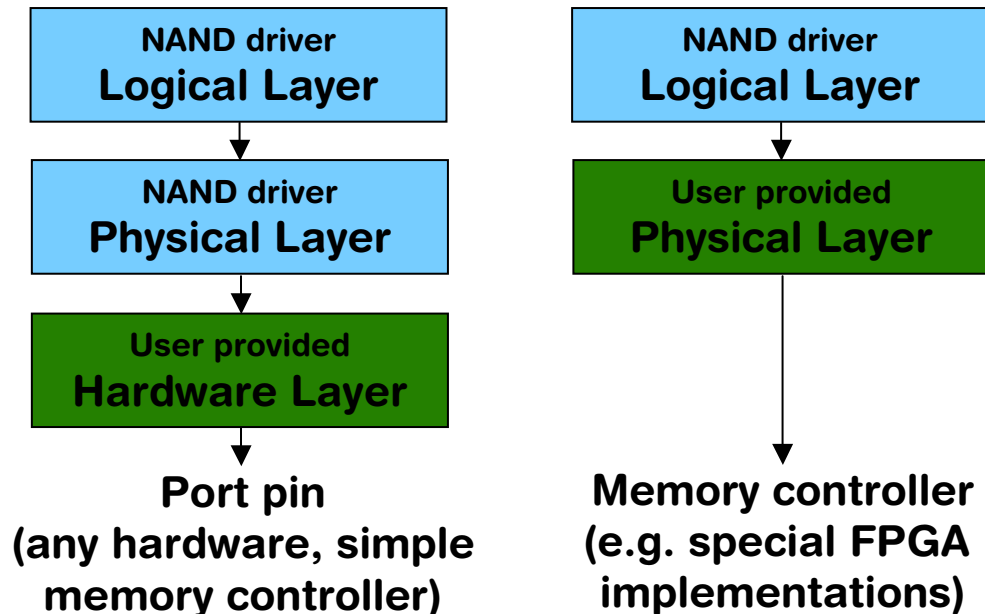 NAND driver
Logical Layer
NAND driver
Physical Layer
User provided
Hardware Layer
Port pin
(any hardware, simple
memory controller)
NAND driver
Logical Layer
User provided
Physical Layer
Memory controller
(e.g. special FPGA
implementations)